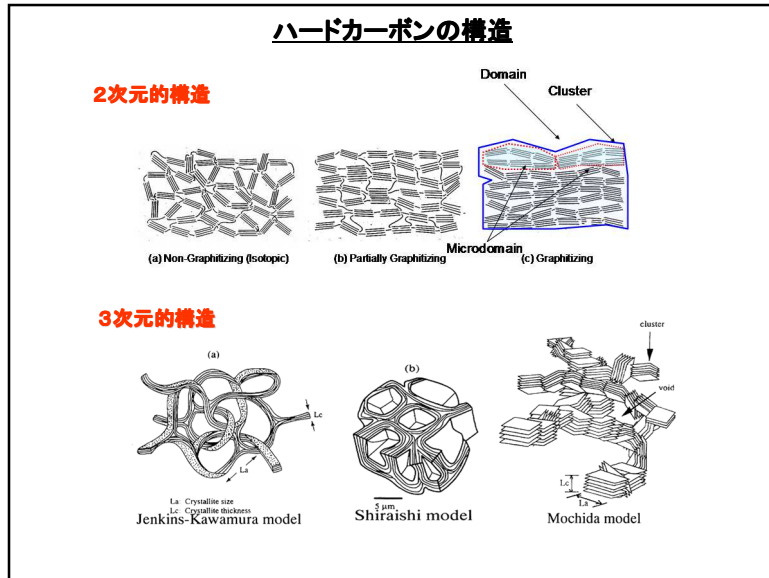 ハードカーボンの構造
2次元的構造
Domain
Cluster
Microdomain
(a) Non-Graphitizing (Isotopic)
(b) Partially Graphitizing
(c) Graphitizing
3次元的構造
(a)
Lc
La
La: Crystallite size
Lc: Crystallite thickness
Jenkins-Kawamura model
(b)
5 μm
Shiraishi model
cluster
void
Lc
La
Mochida model